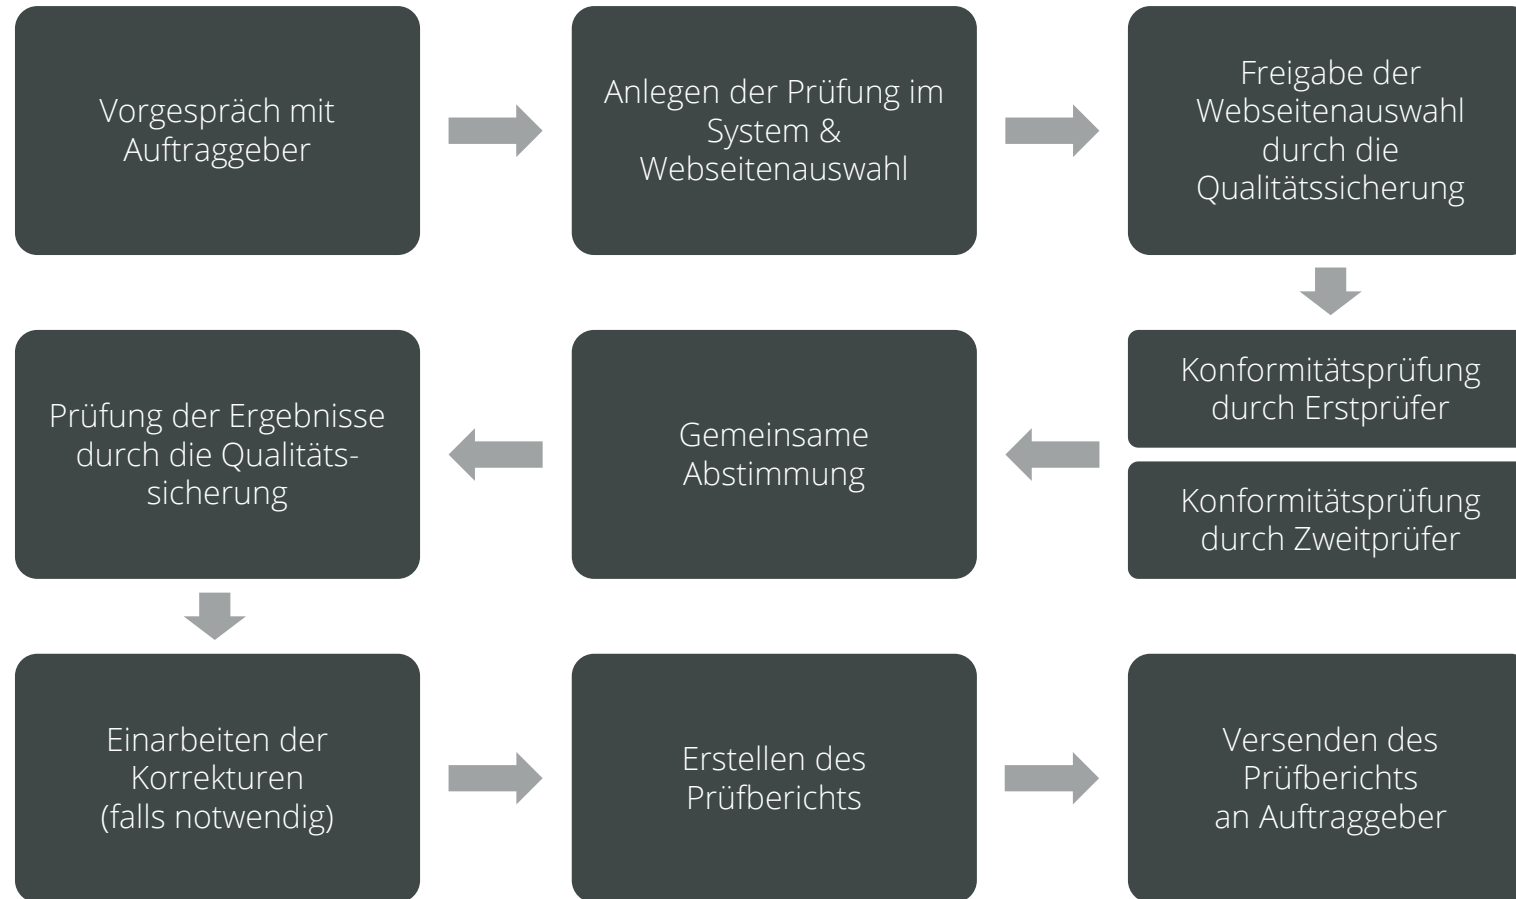 Vorgespräch mit
Auftraggeber
Anlegen der Prüfung im
System &
Webseitenauswahl
Freigabe der
Webseitenauswahl
durch die
Qualitätssicherung
Konformitätsprüfung
durch Erstprüfer
Konformitätsprüfung
durch Zweitprüfer
Gemeinsame
Abstimmung
Prüfung der Ergebnisse
durch die Qualitäts-
sicherung
Einarbeiten der
Korrekturen
(falls notwendig)
Erstellen des
Prüfberichts
Versenden des
Prüfberichts
an Auftraggeber